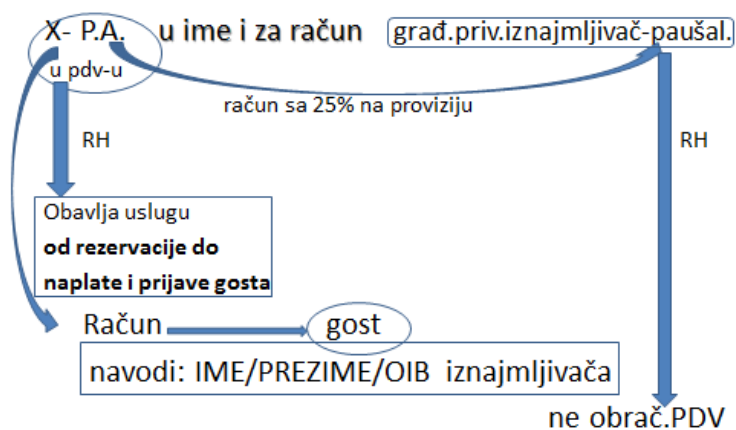 X- P.A. u ime i za račun građ.priv.iznajmljivač-paušal.
u pdv-u
račun sa 25% na proviziju
RH
RH
Obavlja uslugu
od rezervacije do
naplate i prijave gosta
Račun gost
navodi: IME/PREZIME/OIB iznajmljivača
ne obrač.PDV